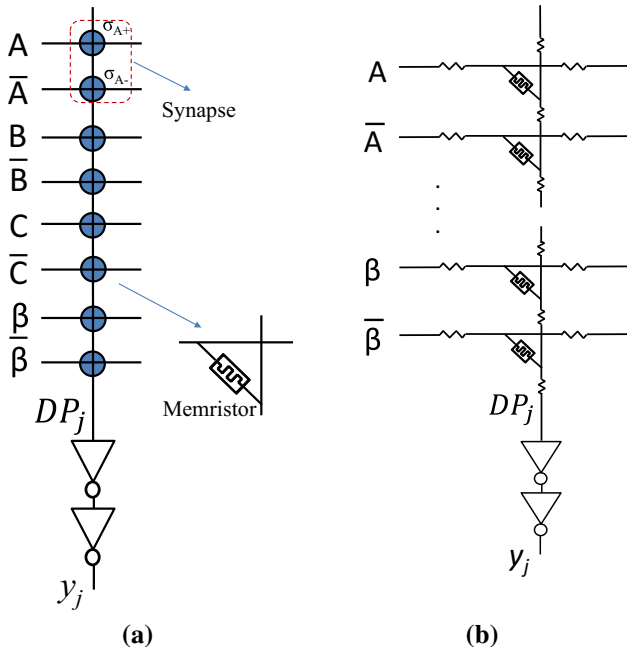 A
σA+
A̅
σA-
Synapse
B
B̅
C
C̅
β
β̅
Memristor
DPj
yj
(a)
A
A̅
. . .
β
β̅
DPj
yj
(b)